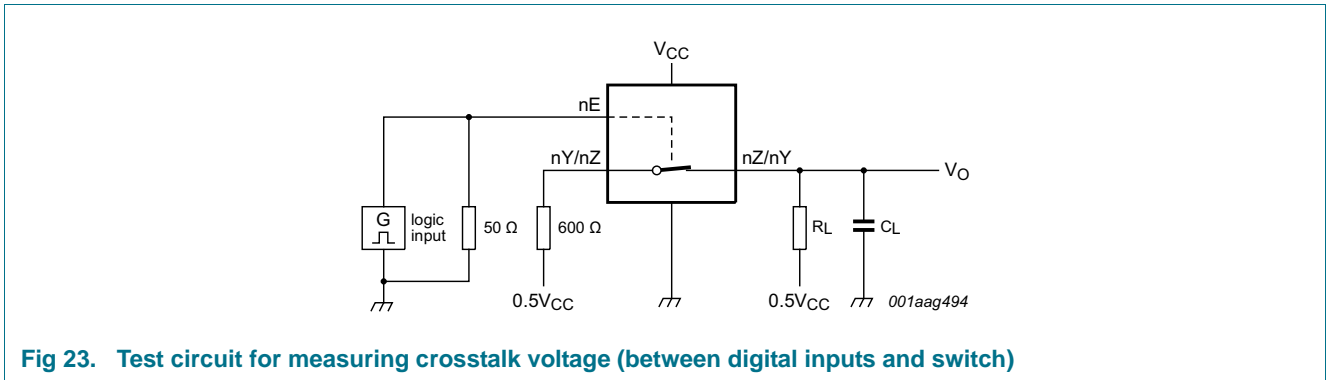 VCC
nE
nY/nZ
nZ/nY
VO
G
logic
input
50 Ω
600 Ω
RL
CL
0.5VCC
0.5VCC
001aag494
Fig 23. Test circuit for measuring crosstalk voltage (between digital inputs and switch)